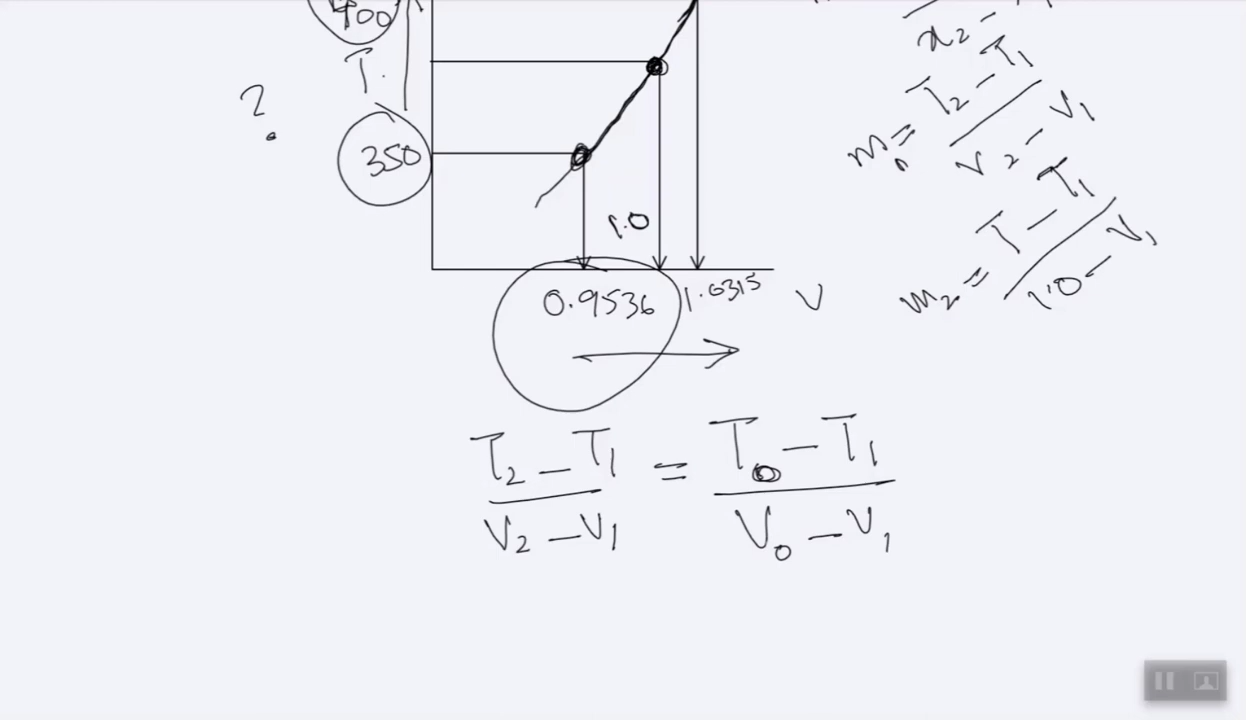 400
T.
?
350
1.0
0.9536
1.0315
V
x2 -
m1 = T2 - T1 / V2 - V1
m2 = T - T1 / 1.0 - V1
T2 - T1 / V2 - V1 = T0 - T1 / V0 - V1